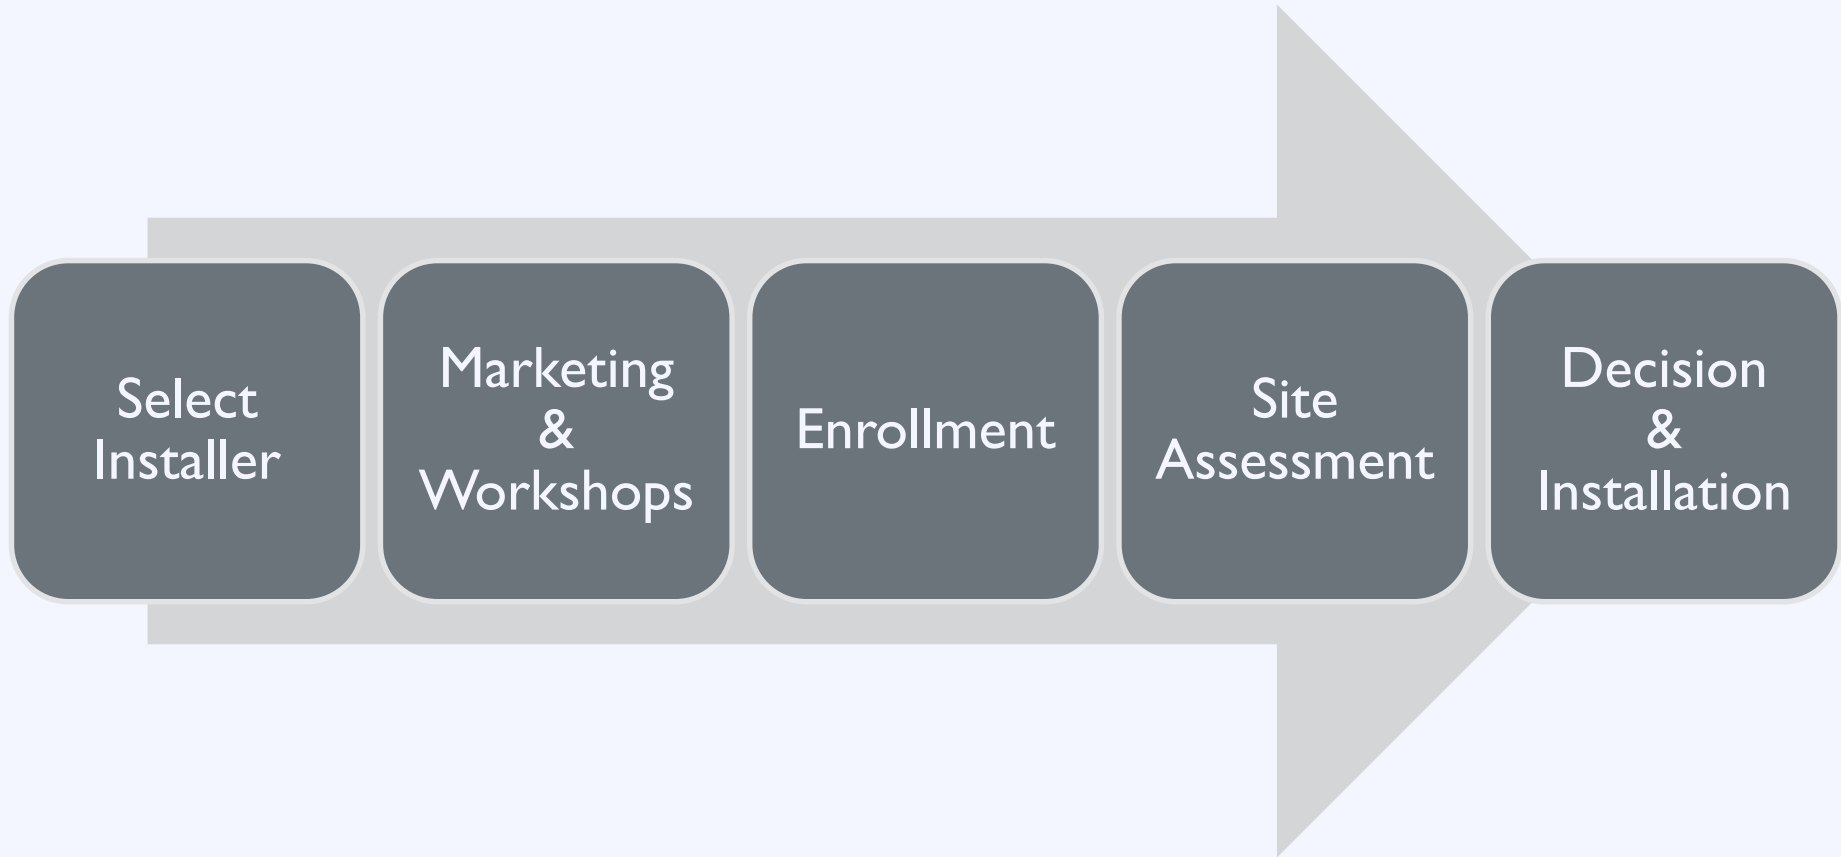 Select
Installer
Marketing
&
Workshops
Enrollment
Site
Assessment
Decision
&
Installation